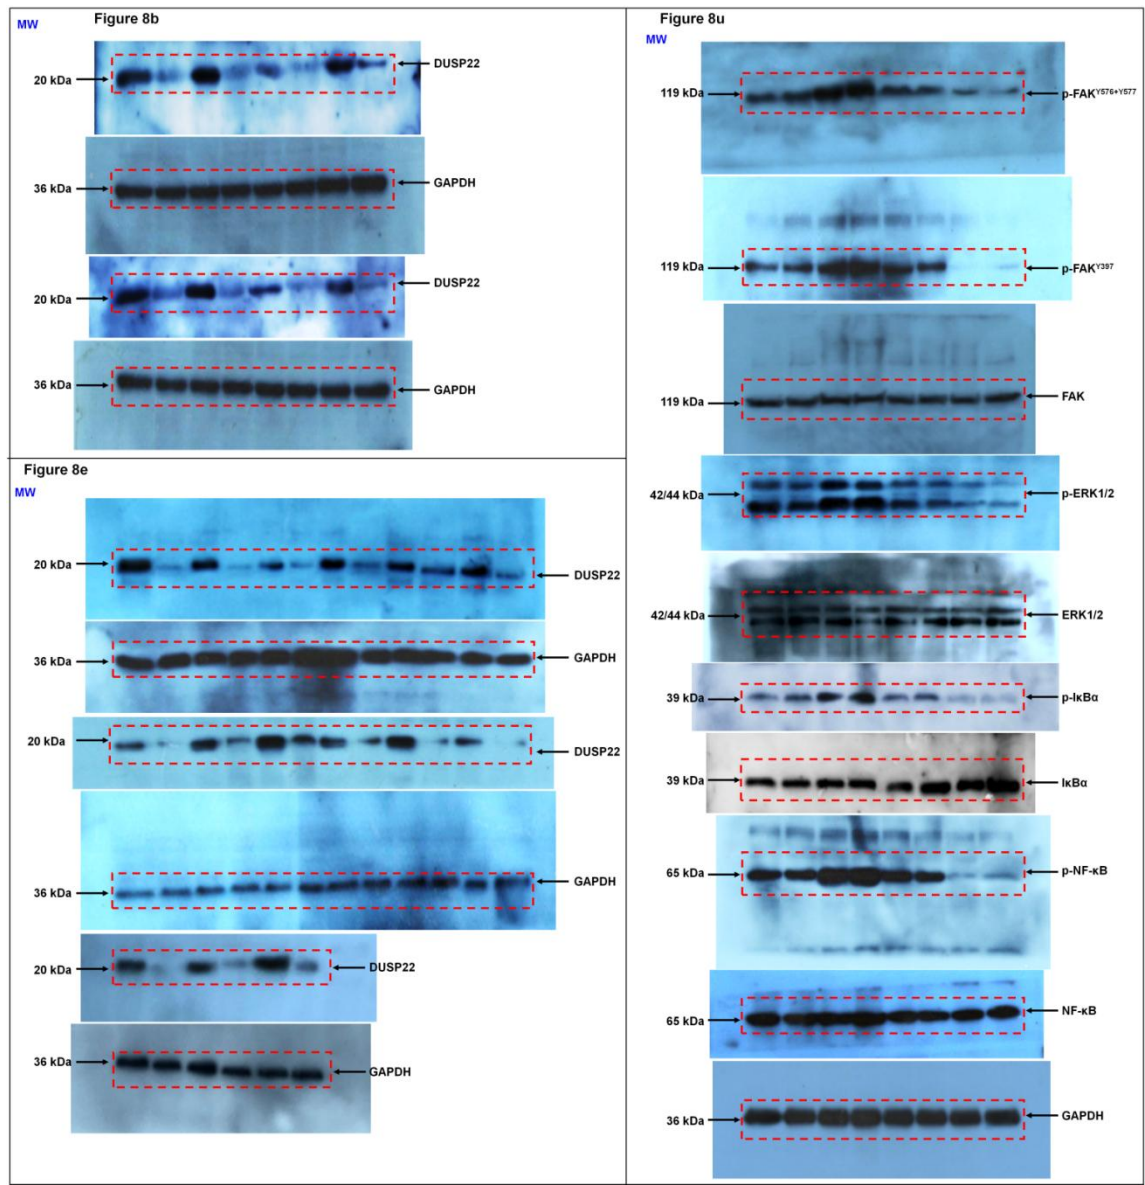 Figure 8b
MW
20 kDa
DUSP22
36 kDa
GAPDH
20 kDa
DUSP22
36 kDa
GAPDH
Figure 8e
MW
20 kDa
DUSP22
36 kDa
GAPDH
20 kDa
DUSP22
36 kDa
GAPDH
20 kDa
DUSP22
36 kDa
GAPDH
Figure 8u
MW
119 kDa
p-FAKY576+Y577
119 kDa
p-FAKY397
119 kDa
FAK
42/44 kDa
p-ERK1/2
42/44 kDa
ERK1/2
39 kDa
p-IκBα
39 kDa
IκBα
65 kDa
p-NF-κB
65 kDa
NF-κB
36 kDa
GAPDH